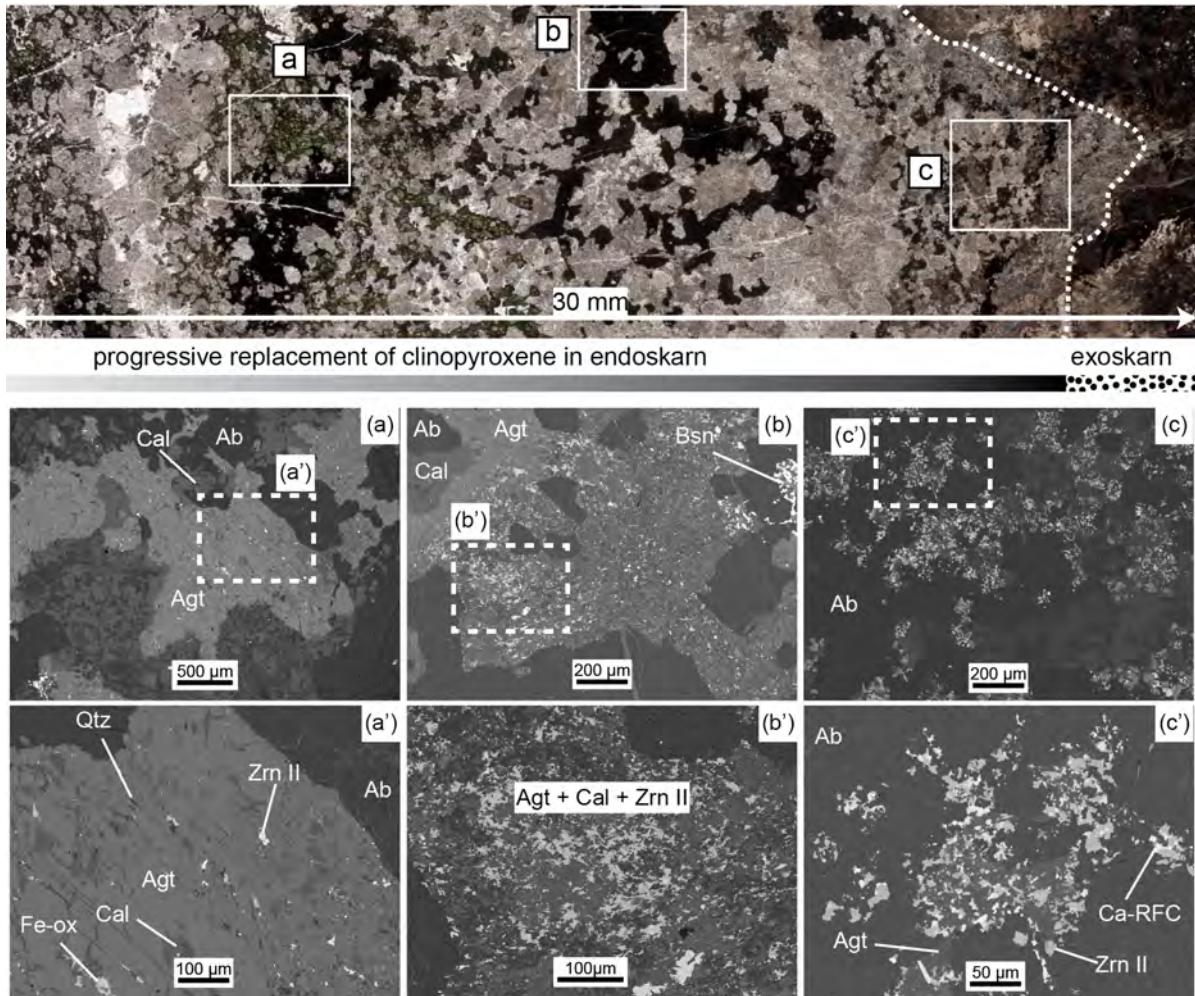 a
b
c
30 mm
progressive replacement of clinopyroxene in endoskarn
exoskarn
(a)
Cal
Ab
(a')
Agt
500 µm
(b)
Ab
Agt
Bsn
Cal
(b')
200 µm
(c)
(c')
Ab
200 µm
(a')
Qtz
Zrn II
Ab
Agt
Fe-ox
Cal
100 µm
(b')
Agt + Cal + Zrn II
100µm
(c')
Ab
Ca-RFC
Agt
Zrn II
50 µm